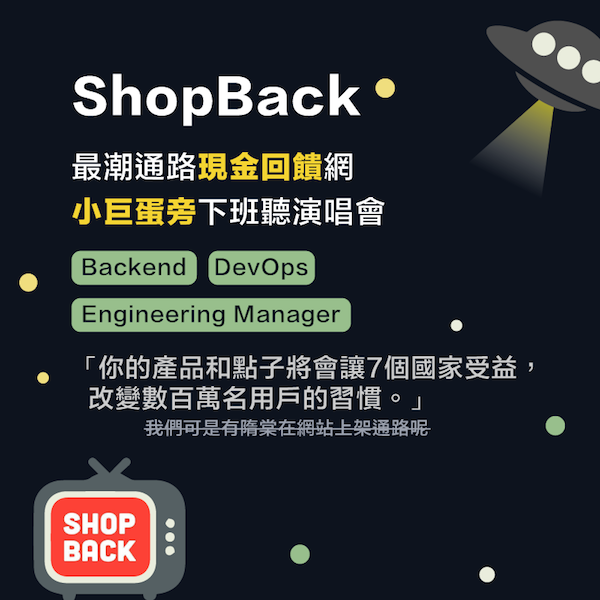 ShopBack
最潮通路現金回饋網
小巨蛋旁下班聽演唱會
Backend DevOps
Engineering Manager
「你的產品和點子將會讓7個國家受益，
改變數百萬名用戶的習慣。」
我們可是有隋棠在網站上架通路呢
SHOP
BACK